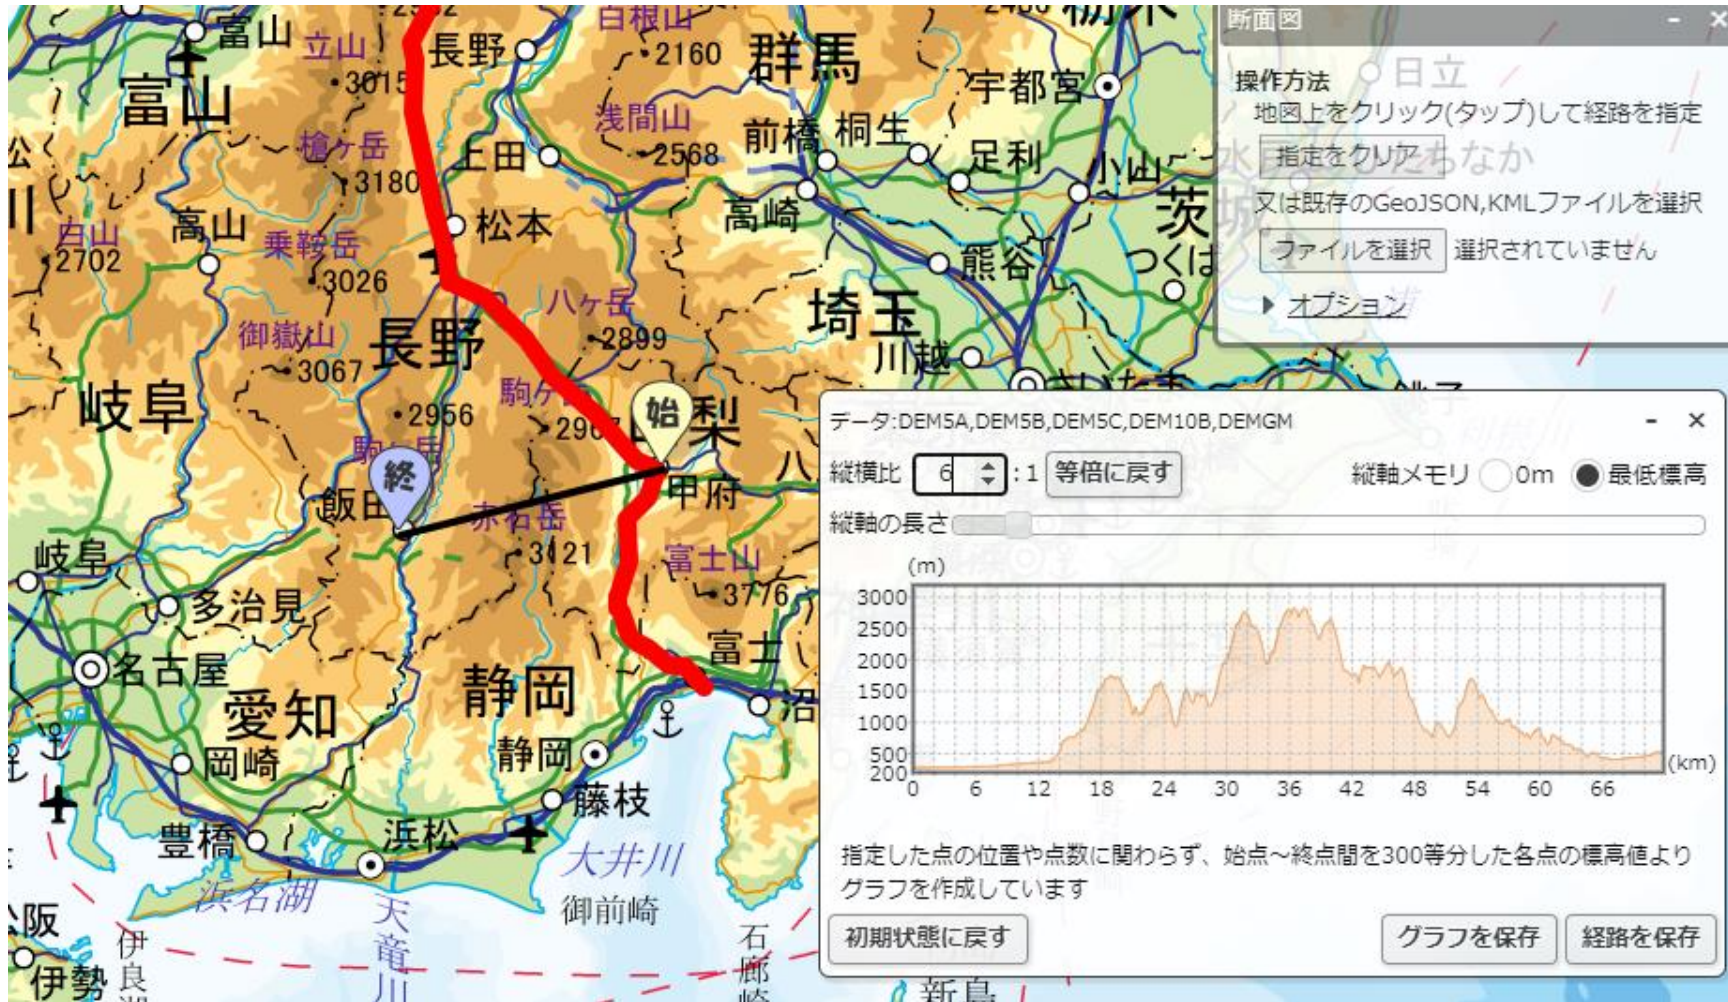 2160
白根山
富山
立山
3015
長野
群馬
宇都宮
富山
槍ヶ岳
3180
上田
浅間山
2568
前橋
桐生
足利
小山
高崎
茨
つくば
白山
2702
高山
乗鞍岳
3026
松本
熊谷
埼玉
川越
御嶽山
3067
長野
八ヶ岳
2899
岐阜
2956
終
飯田
始
梨
甲府
八
赤石岳
3121
富士山
3776
岐阜
多治見
名古屋
愛知
静岡
富士
沼
岡崎
静岡
藤枝
豊橋
浜松
大井川
浜名湖
御前崎
天竜川
石廊崎
伊勢
新島
断面図
- ×
操作方法
地図上をクリック(タップ)して経路を指定
指定をクリア
又は既存のGeoJSON,KMLファイルを選択
ファイルを選択 選択されていません
オプション
日立
データ:DEM5A,DEM5B,DEM5C,DEM10B,DEMGM
- ×
縦横比 6 : 1 等倍に戻す 縦軸メモリ 0m 最低標高
縦軸の長さ
(m)
3000
2500
2000
1500
1000
500
200
0 6 12 18 24 30 36 42 48 54 60 66
(km)
指定した点の位置や点数に関わらず、始点～終点間を300等分した各点の標高値より
グラフを作成しています
初期状態に戻す グラフを保存 経路を保存